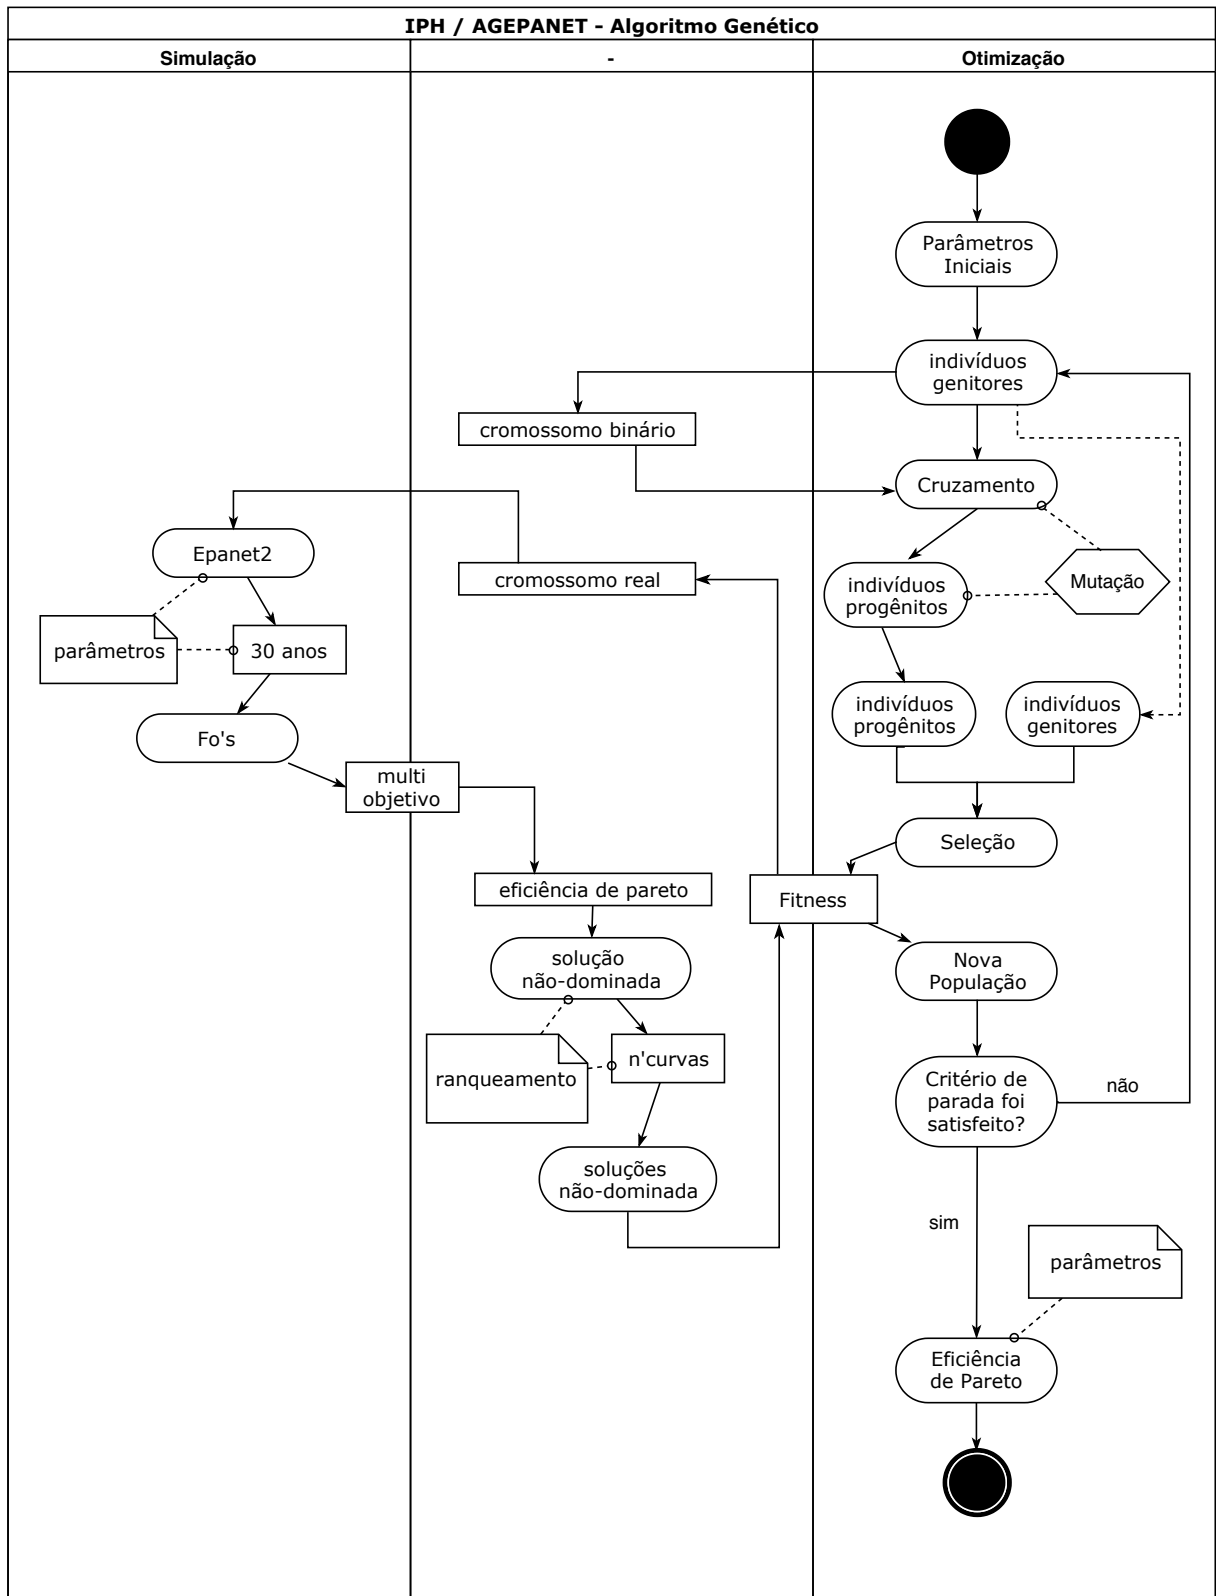 IPH / AGEPANET - Algoritmo Genético
Simulação
-
Otimização
Parâmetros
Iniciais
indivíduos
genitores
cromossomo binário
Cruzamento
Epanet2
cromossomo real
indivíduos
progênitos
Mutação
parâmetros
30 anos
indivíduos
progênitos
indivíduos
genitores
Fo's
multi
objetivo
Seleção
eficiência de pareto
Fitness
solução
não-dominada
Nova
População
ranqueamento
n'curvas
Critério de
parada foi
satisfeito?
não
soluções
não-dominada
sim
parâmetros
Eficiência
de Pareto